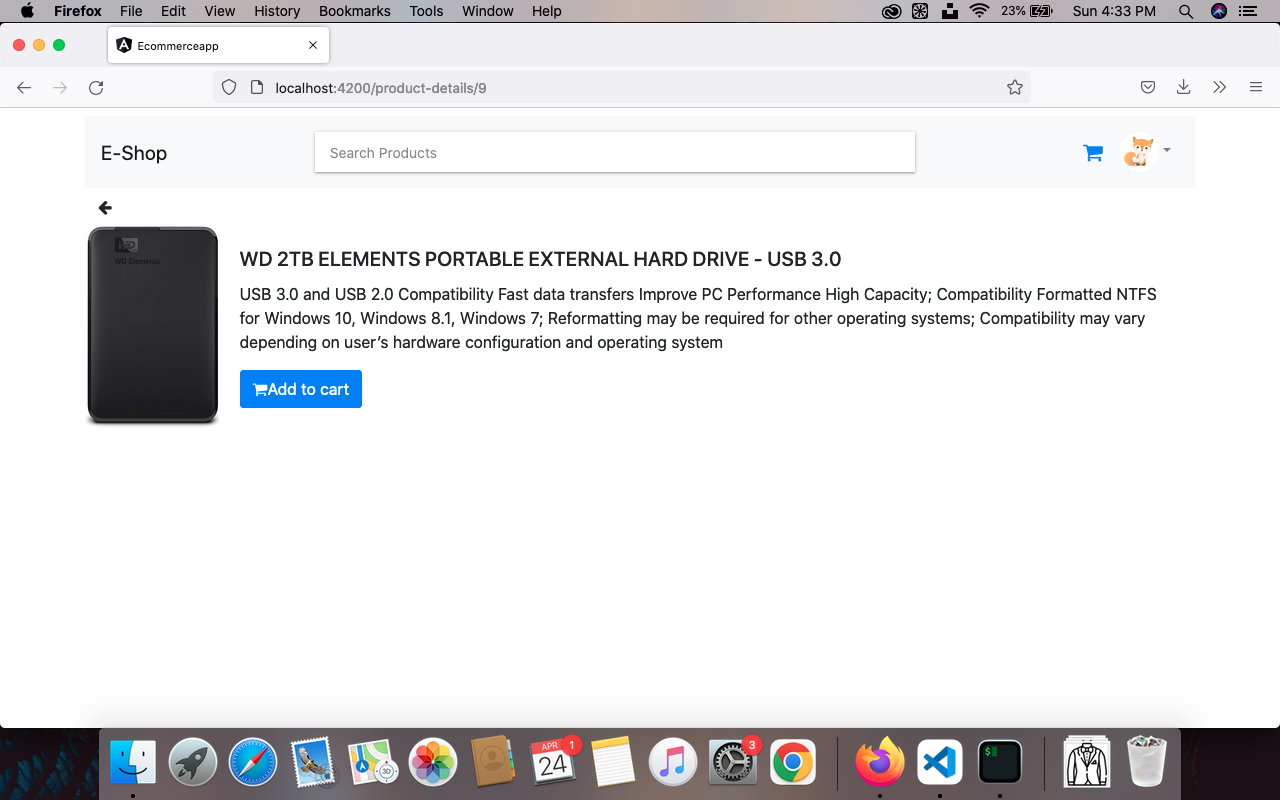 Firefox File Edit View History Bookmarks Tools Window Help 23% Sun 4:33 PM
Ecommerceapp
localhost:4200/product-details/9
E-Shop Search Products
WD
WD Elements
WD 2TB ELEMENTS PORTABLE EXTERNAL HARD DRIVE - USB 3.0
USB 3.0 and USB 2.0 Compatibility Fast data transfers Improve PC Performance High Capacity; Compatibility Formatted NTFS
for Windows 10, Windows 8.1, Windows 7; Reformatting may be required for other operating systems; Compatibility may vary
depending on user’s hardware configuration and operating system
Add to cart
3D
APR 1
24
3
$